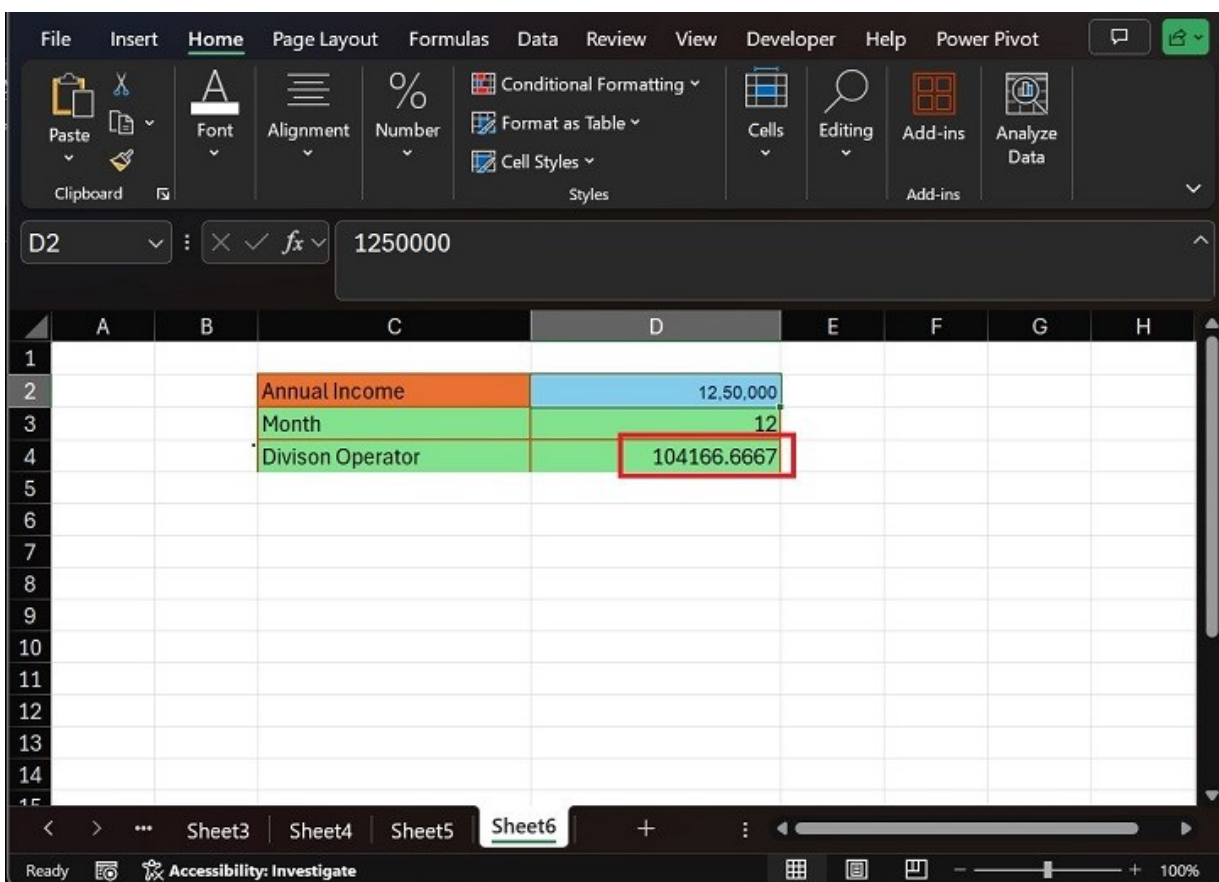 File Insert Home Page Layout Formulas Data Review View Developer Help Power Pivot
Paste
Clipboard
Font
Alignment
%
Number
Conditional Formatting
Format as Table
Cell Styles
Styles
Cells
Editing
Add-ins
Add-ins
Analyze
Data
D2 fx 1250000
A B C D E F G H
1
2 Annual Income 12,50,000
3 Month 12
4 Divison Operator 104166.6667
5
6
7
8
9
10
11
12
13
14
15
Sheet3 Sheet4 Sheet5 Sheet6 +
Ready Accessibility: Investigate - + 100%